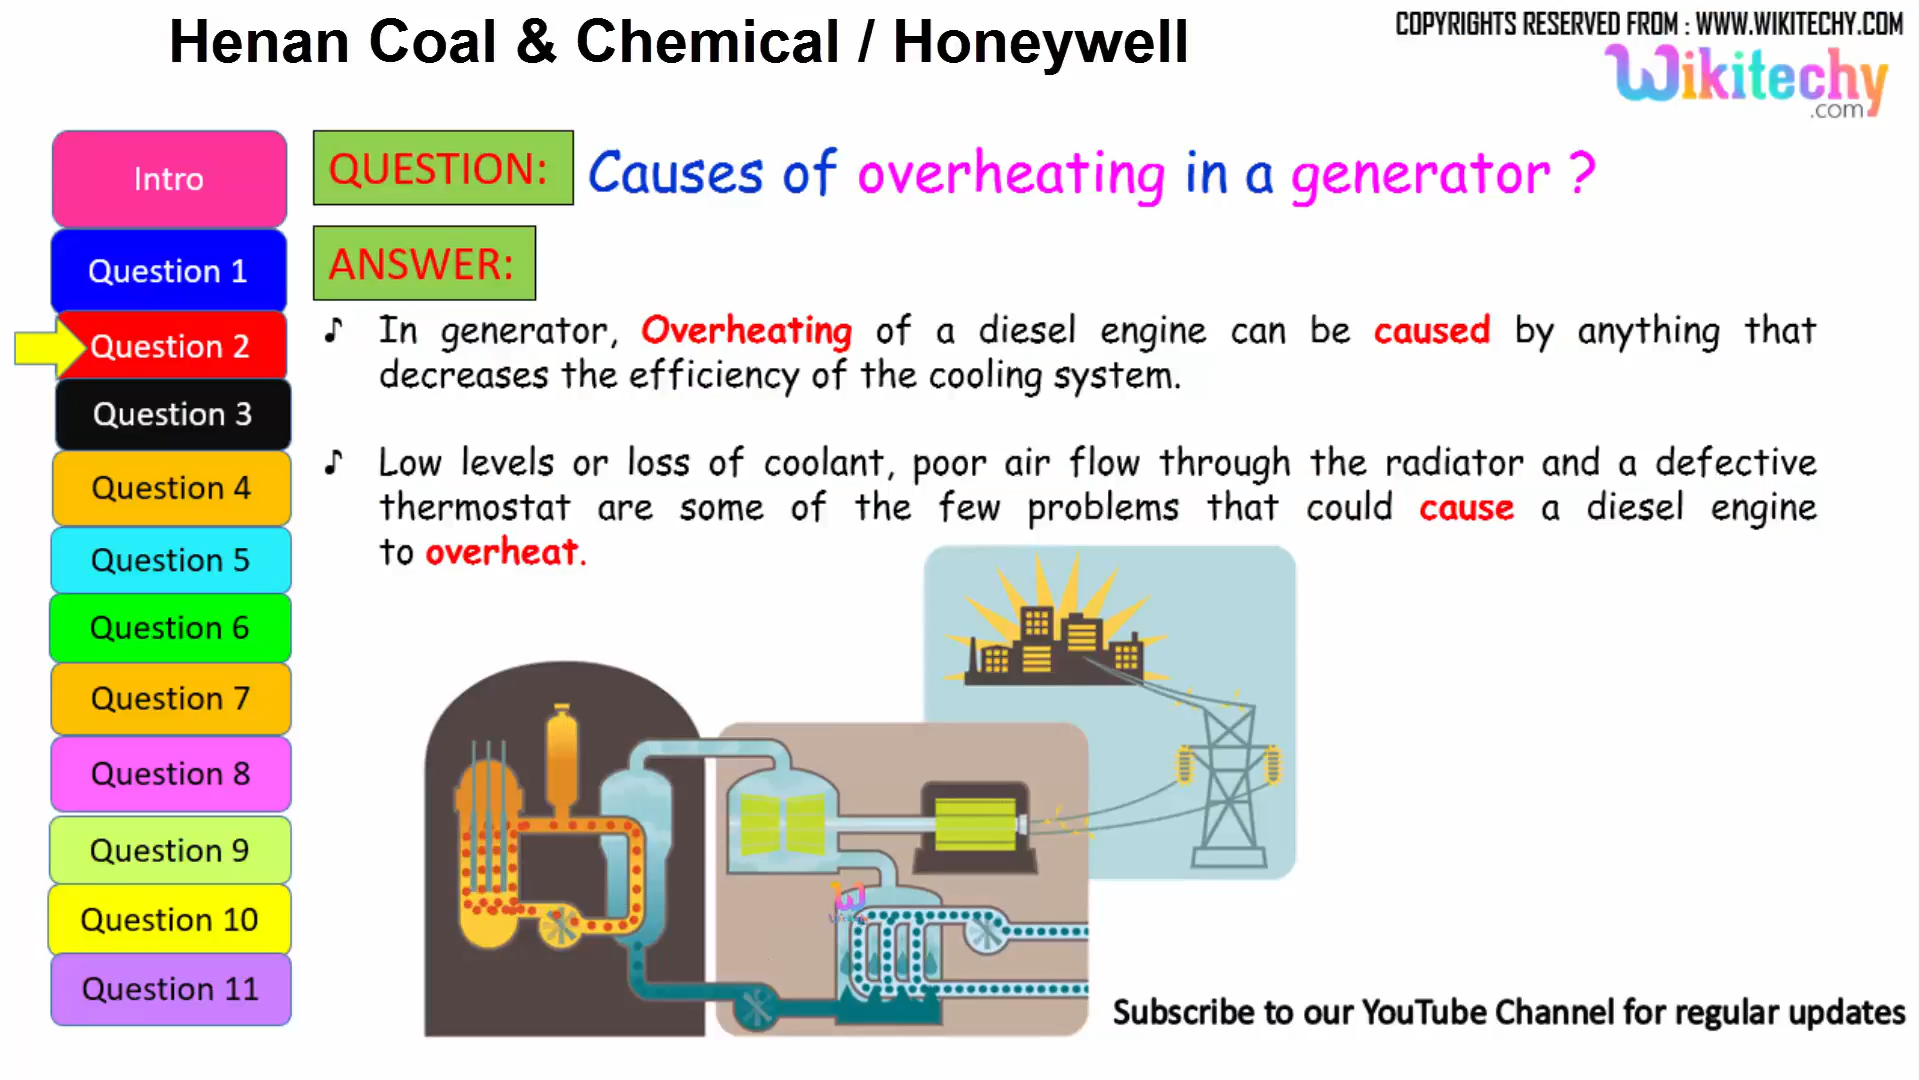 Henan Coal & Chemical / Honeywell
COPYRIGHTS RESERVED FROM : WWW.WIKITECHY.COM
Wikitechy
.com
Intro
Question 1
Question 2
Question 3
Question 4
Question 5
Question 6
Question 7
Question 8
Question 9
Question 10
Question 11
QUESTION: Causes of overheating in a generator ?
ANSWER:
♪ In generator, Overheating of a diesel engine can be caused by anything that
decreases the efficiency of the cooling system.
♪ Low levels or loss of coolant, poor air flow through the radiator and a defective
thermostat are some of the few problems that could cause a diesel engine
to overheat.
Subscribe to our YouTube Channel for regular updates